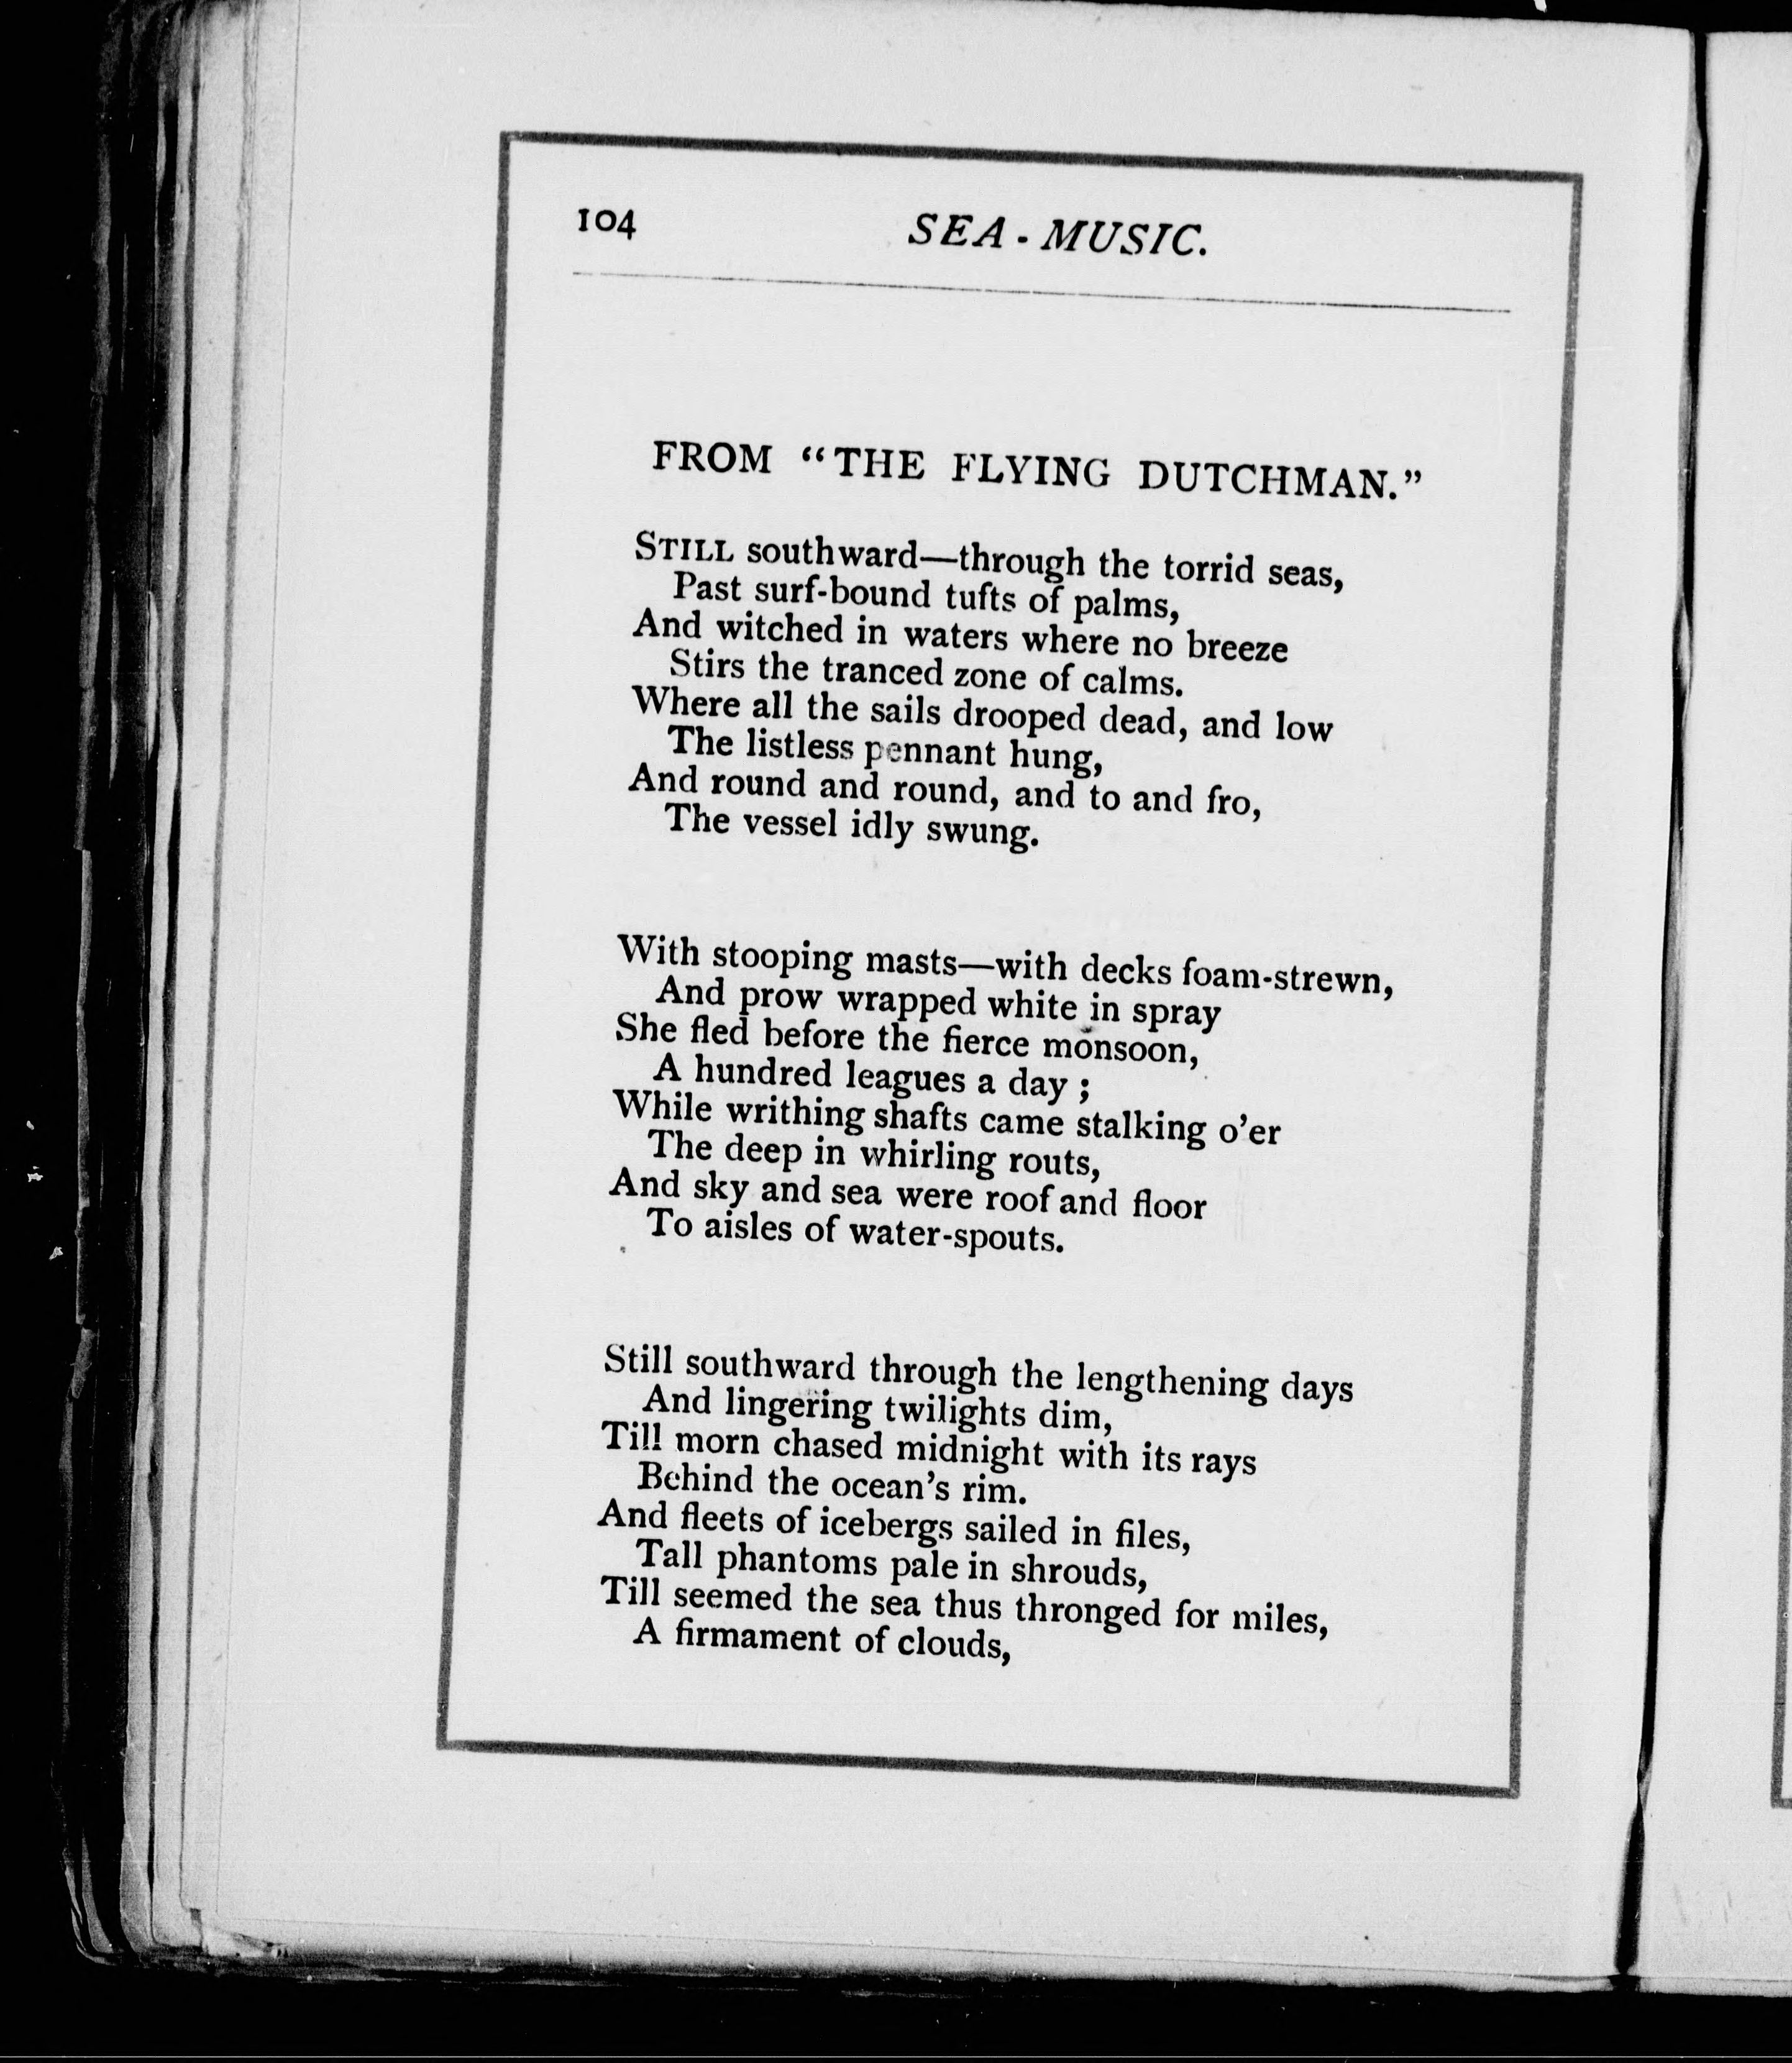 104
SEA-MUSIC.
FROM "THE FLYING DUTCHMAN."
STILL southward—through the torrid seas,
Past surf-bound tufts of palms,
And witched in waters where no breeze
Stirs the tranced zone of calms.
Where all the sails drooped dead, and low
The listless pennant hung,
And round and round, and to and fro,
The vessel idly swung.
With stooping masts—with decks foam-strewn,
And prow wrapped white in spray
She fled before the fierce monsoon,
A hundred leagues a day ;
While writhing shafts came stalking o'er
The deep in whirling routs,
And sky and sea were roof and floor
To aisles of water-spouts.
Still southward through the lengthening days
And lingering twilights dim,
Till morn chased midnight with its rays
Behind the ocean's rim.
And fleets of icebergs sailed in files,
Tall phantoms pale in shrouds,
Till seemed the sea thus thronged for miles,
A firmament of clouds,